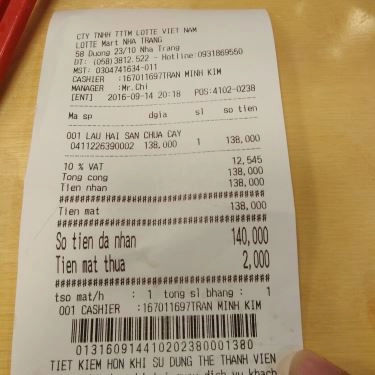 CTY TNHH TTTM LOTTE VIET NAM
LOTTE Mart NHA TRANG
58 Duong 23/10 Nha Trang
DT: (058)3812.522 - Hotline:0931869550
MST: 0304741634-011
CASHIER :167011697TRAN MINH KIM
MANAGER :Mr.Chi
[ENT] 2016-09-14 20:18 POS:4102-0238
Ma sp dgia sl so tien
001 LAU HAI SAN CHUA CAY
0411226390002 138,000 1 138,000
10 % VAT 12,545
Tong cong 138,000
Tien nhan 138,000
Tien mat 138,000
So tien da nhan 140,000
Tien mat thua 2,000
tso mat/h : 1 tong sl bhang : 1
001 CASHIER :167011697TRAN MINH KIM
013160914410202380001380
TIET KIEM HON KHI SU DUNG THE THANH VIEN
dich vu khach